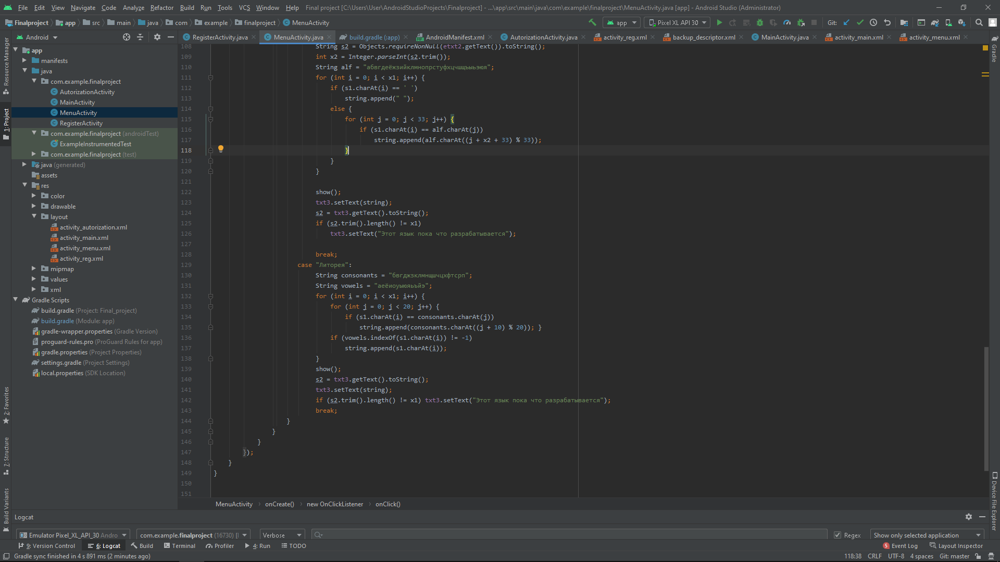 File Edit View Navigate Code Analyze Refactor Build Run Tools VCS Window Help Final project [C:\Users\User\AndroidStudioProjects\Finalproject] - ...\app\src\main\java\com\example\finalproject\MenuActivity.java [app] - Android Studio (Administrator)
Finalproject app src main java com example finalproject MenuActivity app Pixel XL API 30 Git:
Android RegisterActivity.java MenuActivity.java build.gradle (:app) AndroidManifest.xml AutorizationActivity.java activity_reg.xml backup_descriptor.xml MainActivity.java activity_main.xml activity_menu.xml
Resource Manager
1: Project
2: Favorites
7: Structure
Build Variants
Gradle
Device File Explorer
app
manifests
java
com.example.finalproject
AutorizationActivity
MainActivity
MenuActivity
RegisterActivity
com.example.finalproject (androidTest)
ExampleInstrumentedTest
com.example.finalproject (test)
java (generated)
assets
res
color
drawable
layout
activity_autorization.xml
activity_main.xml
activity_menu.xml
activity_reg.xml
mipmap
values
xml
Gradle Scripts
build.gradle (Project: Final_project)
build.gradle (Module: app)
gradle-wrapper.properties (Gradle Version)
proguard-rules.pro (ProGuard Rules for app)
gradle.properties (Project Properties)
settings.gradle (Project Settings)
local.properties (SDK Location)
108 String s2 = Objects.requireNonNull(etxt2.getText()).toString();
109 int x2 = Integer.parseInt(s2.trim());
110 String alf = "абвгдеёжзийклмнопрстуфхцчшщъыьэюя";
111 for (int i = 0; i < x1; i++) {
112 if (s1.charAt(i) == ' ')
113 string.append(" ");
114 else {
115 for (int j = 0; j < 33; j++) {
116 if (s1.charAt(i) == alf.charAt(j))
117 string.append(alf.charAt((j + x2 + 33) % 33));
118 }
119 }
120 }
121
122 show();
123 txt3.setText(string);
124 s2 = txt3.getText().toString();
125 if (s2.trim().length() != x1)
126 txt3.setText("Этот язык пока что разрабатывается");
127
128 break;
129 case "Литорея":
130 String consonants = "бвгджзклмнщшчцхфтсрп";
131 String vowels = "аеёиоуыюяьъйэ";
132 for (int i = 0; i < x1; i++) {
133 for (int j = 0; j < 20; j++) {
134 if (s1.charAt(i) == consonants.charAt(j))
135 string.append(consonants.charAt((j + 10) % 20)); }
136 if (vowels.indexOf(s1.charAt(i)) != -1)
137 string.append(s1.charAt(i));
138 }
139 show();
140 s2 = txt3.getText().toString();
141 txt3.setText(string);
142 if (s2.trim().length() != x1) txt3.setText("Этот язык пока что разрабатывается");
143 break;
144 }
145 }
146 }
147 });
148 }
149 }
150
151
MenuActivity onCreate() new OnClickListener onClick()
Logcat
Emulator Pixel_XL_API_30 Andro com.example.finalproject (16730) [ Verbose Regex Show only selected application
9: Version Control 6: Logcat Build Terminal Profiler 4: Run TODO 5 Event Log Layout Inspector
Gradle sync finished in 4 s 891 ms (2 minutes ago) 118:38 CRLF UTF-8 4 spaces Git: master